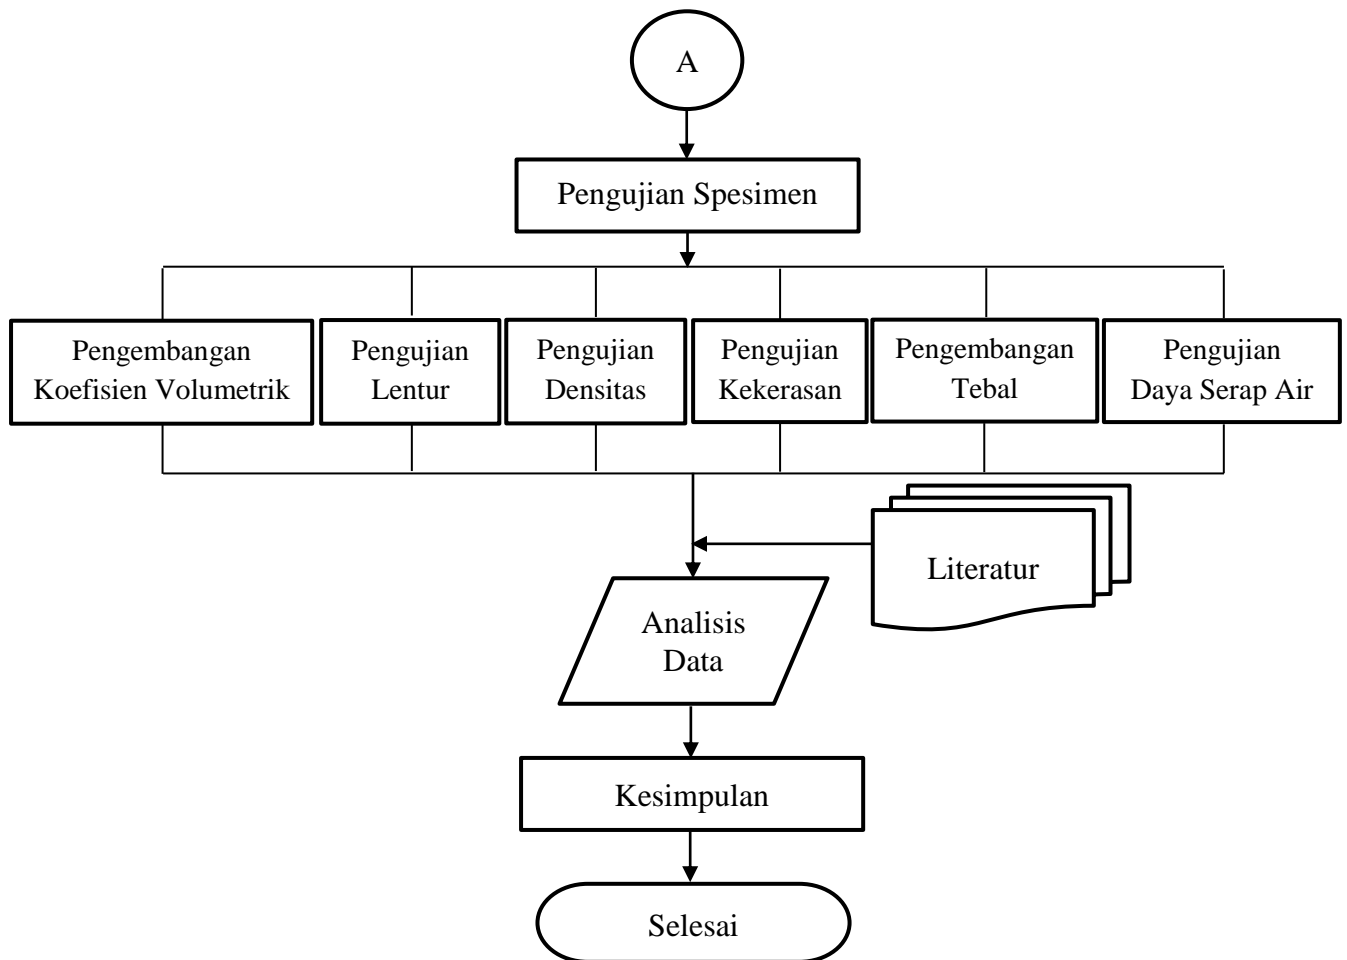 A
Pengujian Spesimen
Pengembangan
Koefisien Volumetrik
Pengujian
Lentur
Pengujian
Densitas
Pengujian
Kekerasan
Pengembangan
Tebal
Pengujian
Daya Serap Air
Literatur
Analisis
Data
Kesimpulan
Selesai